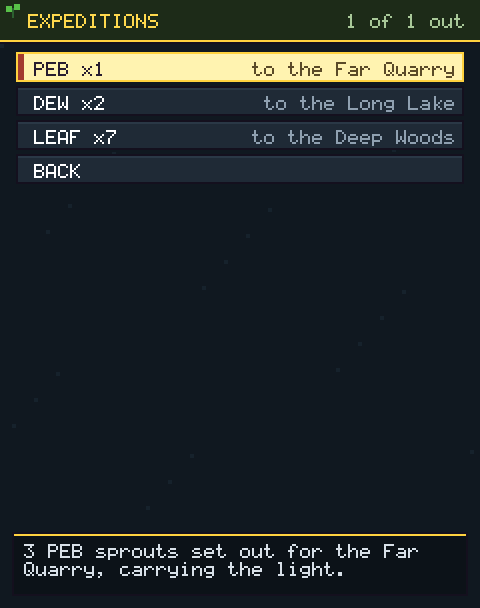 EXPEDITIONS 1 of 1 out
PEB x1 to the Far Quarry
DEW x2 to the Long Lake
LEAF x7 to the Deep Woods
BACK
3 PEB sprouts set out for the Far
Quarry, carrying the light.